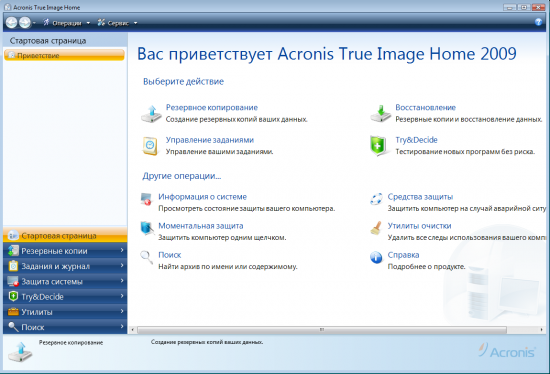 Acronis True Image Home
Операции
Сервис
Стартовая страница
Приветствие
Вас приветствует Acronis True Image Home 2009
Выберите действие
Резервное копирование
Создание резервных копий ваших данных.
Восстановление
Резервные копии и восстановление данных.
Управление заданиями
Управление вашими заданиями.
Try&Decide
Тестирование новых программ без риска.
Другие операции...
Информация о системе
Просмотреть состояние защиты вашего компьютера.
Средства защиты
Защитить компьютер на случай аварийной ситу
Моментальная защита
Защитить компьютер одним щелчком.
Утилиты очистки
Удалить все следы использования вашего комп
Поиск
Найти архив по имени или содержимому.
Справка
Подробнее о продукте.
Стартовая страница
Резервные копии
Задания и журнал
Защита системы
Try&Decide
Утилиты
Поиск
Резервное копирование
Создание резервных копий ваших данных.
Acronis